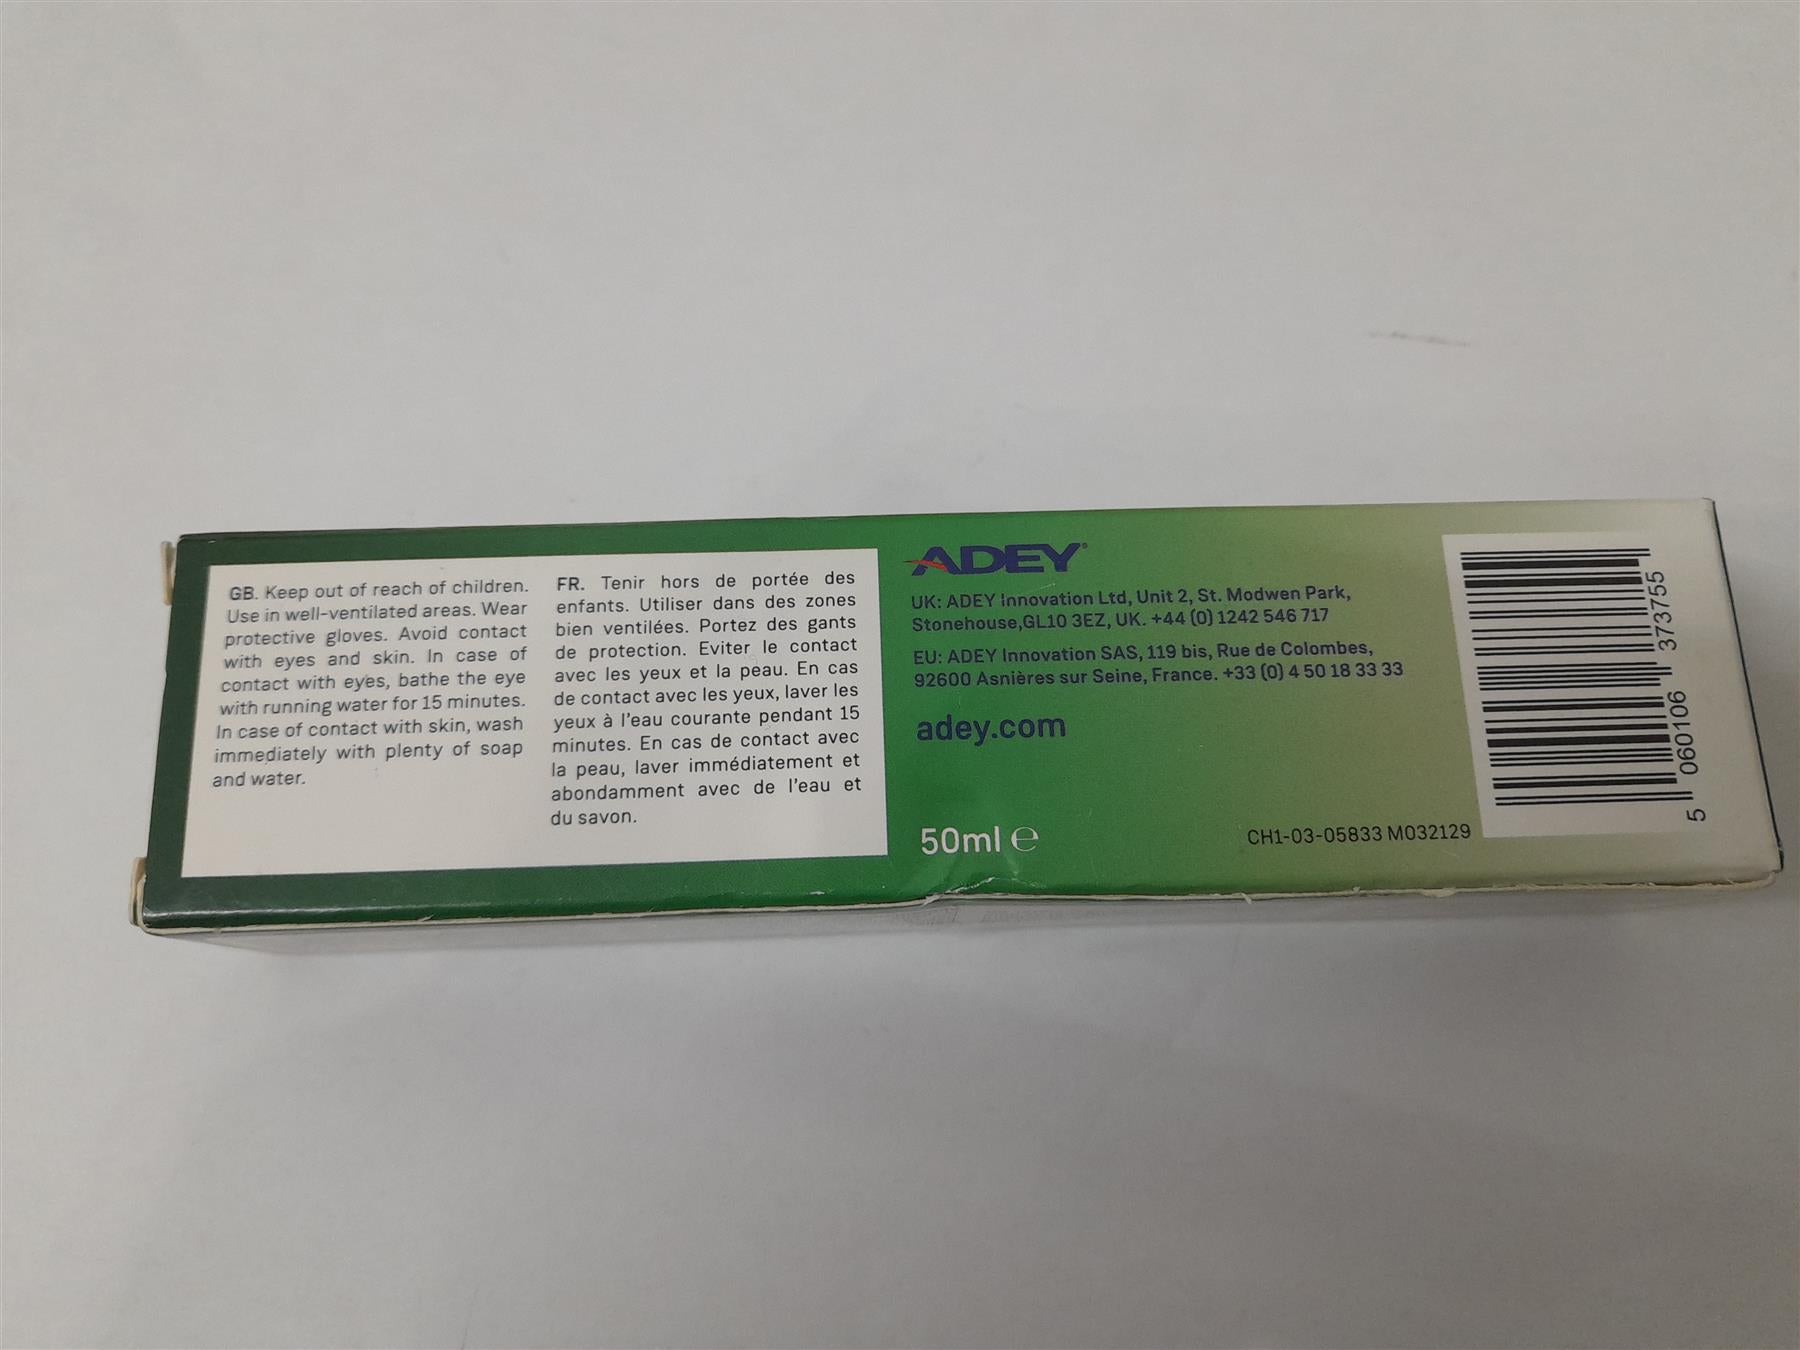 GB. Keep out of reach of children.
Use in well-ventilated areas. Wear
protective gloves. Avoid contact
with eyes and skin. In case of
contact with eyes, bathe the eye
with running water for 15 minutes.
In case of contact with skin, wash
immediately with plenty of soap
and water.
FR. Tenir hors de portée des
enfants. Utiliser dans des zones
bien ventilées. Portez des gants
de protection. Eviter le contact
avec les yeux et la peau. En cas
de contact avec les yeux, laver les
yeux à l'eau courante pendant 15
minutes. En cas de contact avec
la peau, laver immédiatement et
abondamment avec de l'eau et
du savon.
ADEY®
UK: ADEY Innovation Ltd, Unit 2, St. Modwen Park,
Stonehouse,GL10 3EZ, UK. +44 (0) 1242 546 717
EU: ADEY Innovation SAS, 119 bis, Rue de Colombes,
92600 Asnières sur Seine, France. +33 (0) 4 50 18 33 33
adey.com
50ml ℮
CH1-03-05833 M032129
5 060106 373755